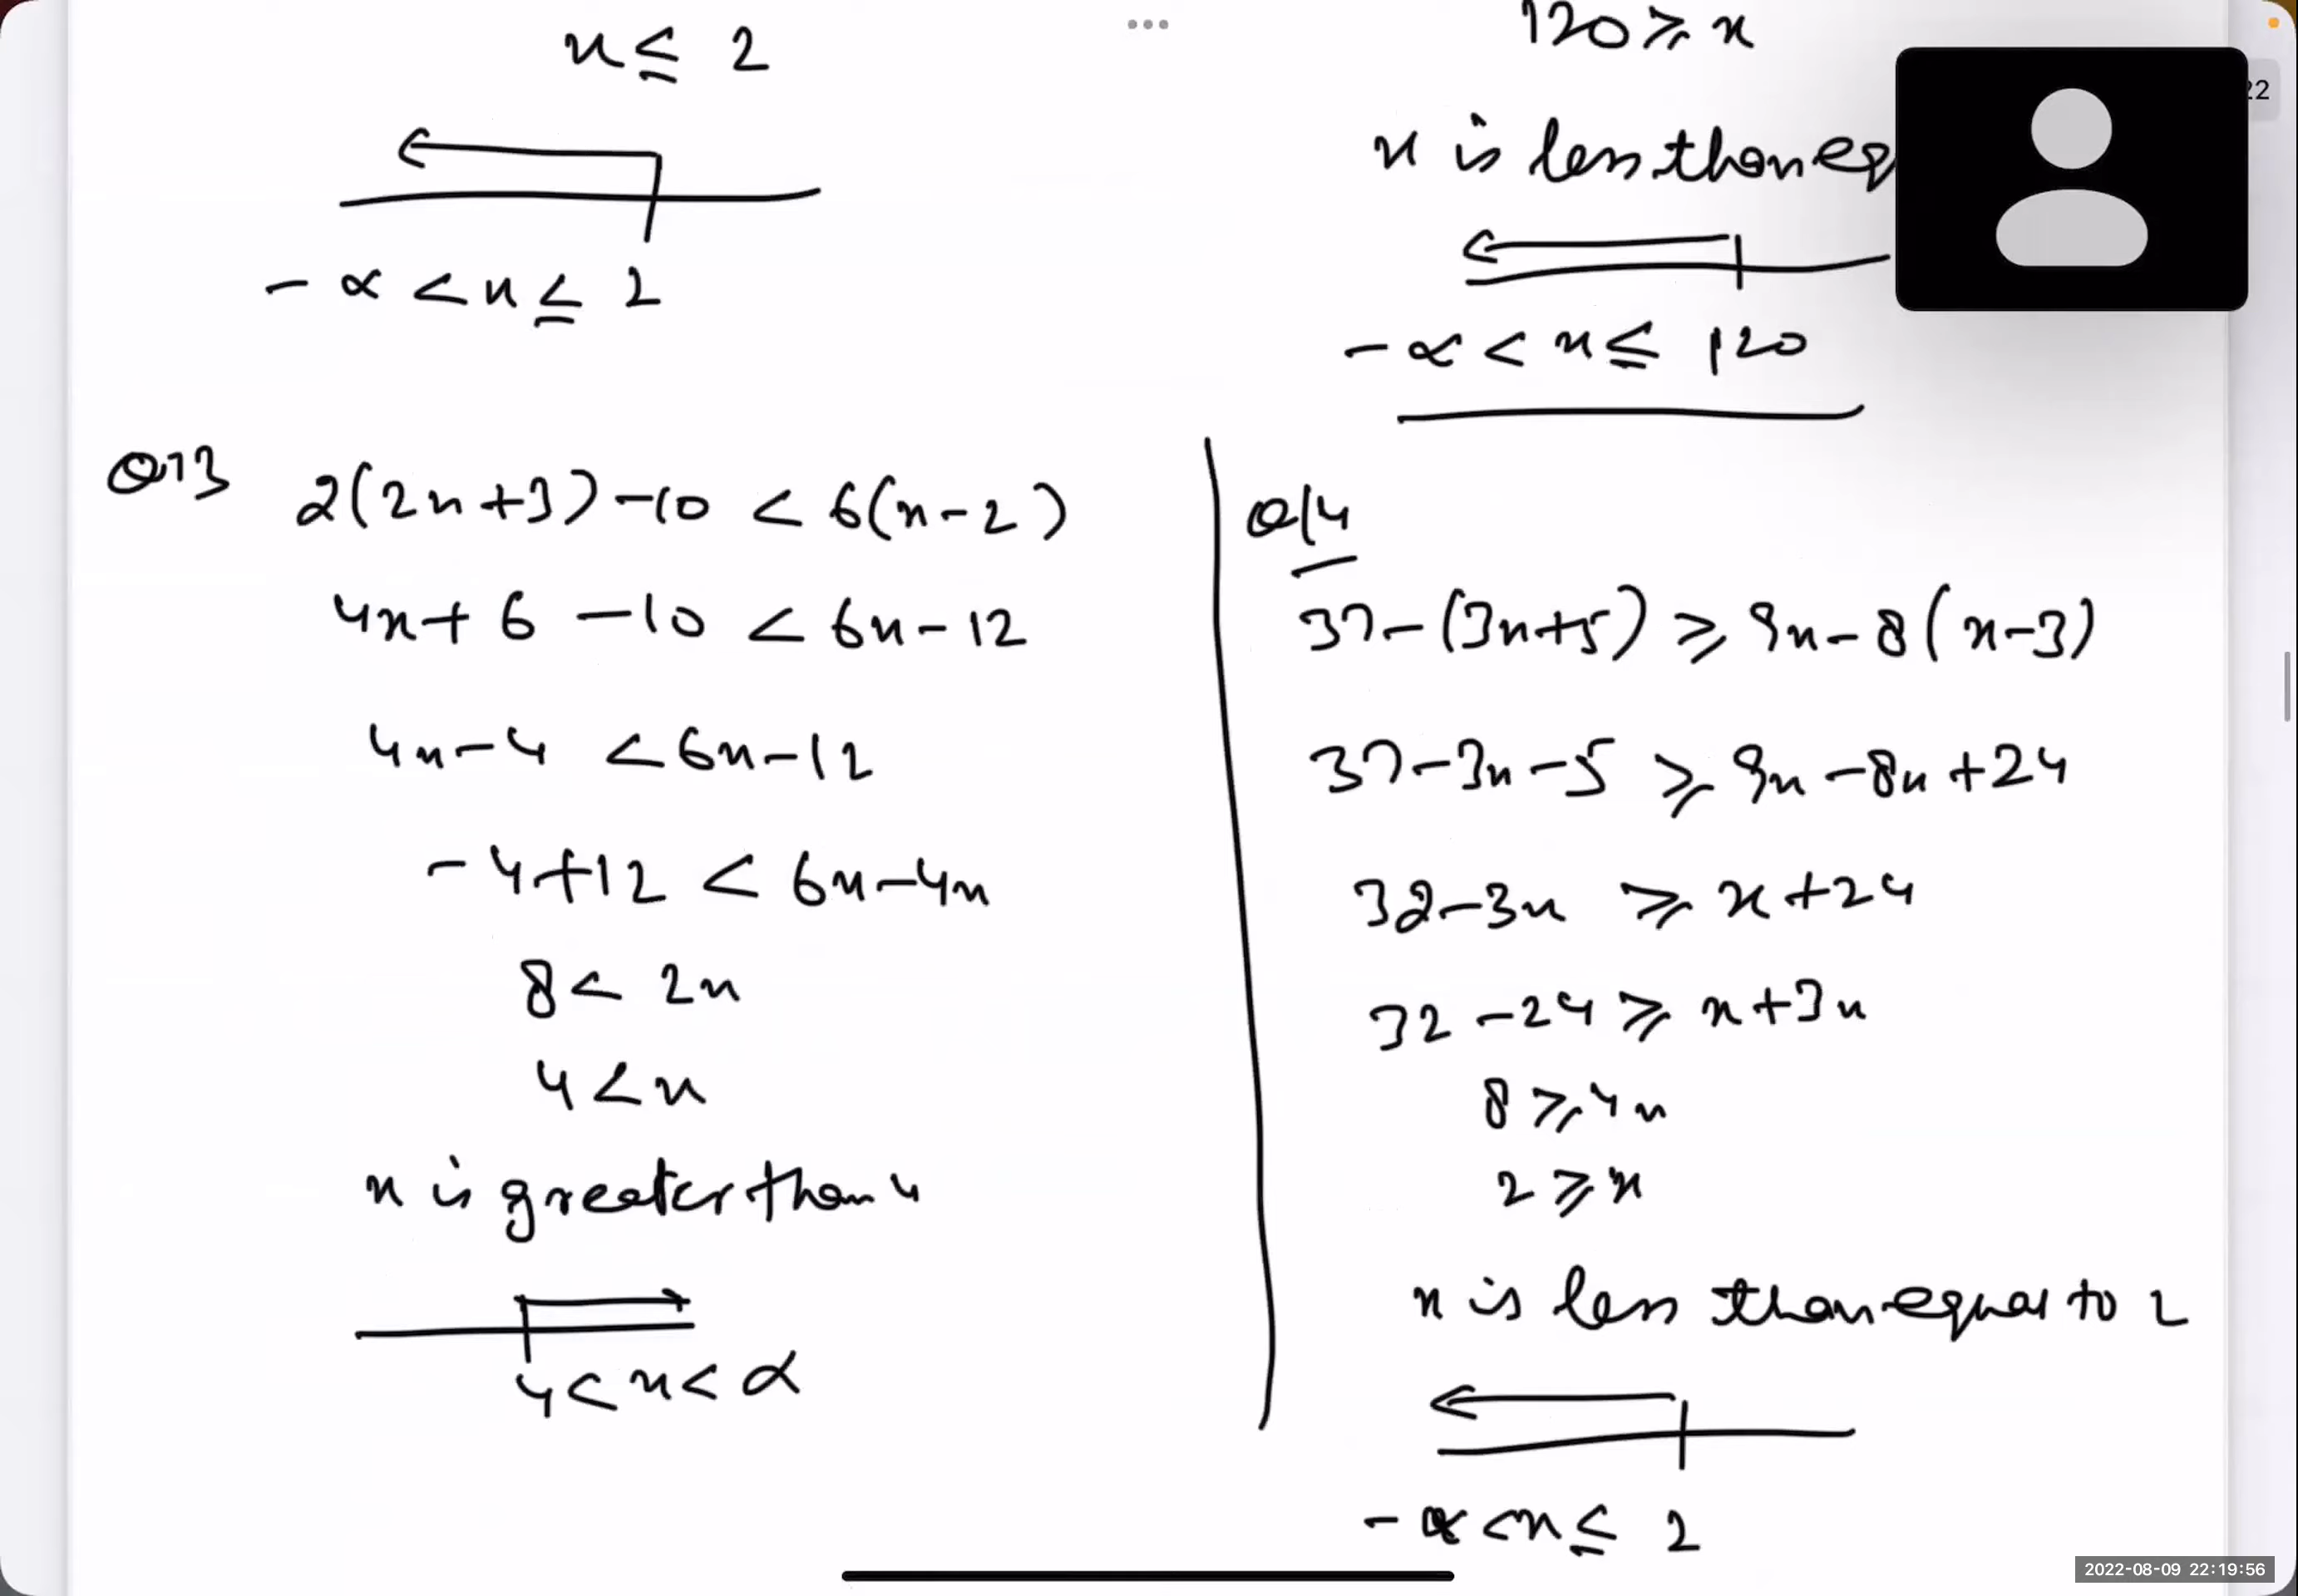 x ≤ 2
-∝ < x ≤ 2
Q13
2(2x+3)-10 < 6(x-2)
4x+6-10 < 6x-12
4x-4 < 6x-12
-4+12 < 6x-4x
8 < 2x
4 < x
x is greater than 4
4 < x < ∝
120 ≥ x
x is less than eq
-∝ < x ≤ 120
Q14
37-(3x+5) ≥ 9x-8(x-3)
37-3x-5 ≥ 9x-8x+24
32-3x ≥ x+24
32-24 ≥ x+3x
8 ≥ 4x
2 ≥ x
x is less than equal to 2
-∝ < x ≤ 2
22
2022-08-09 22:19:56